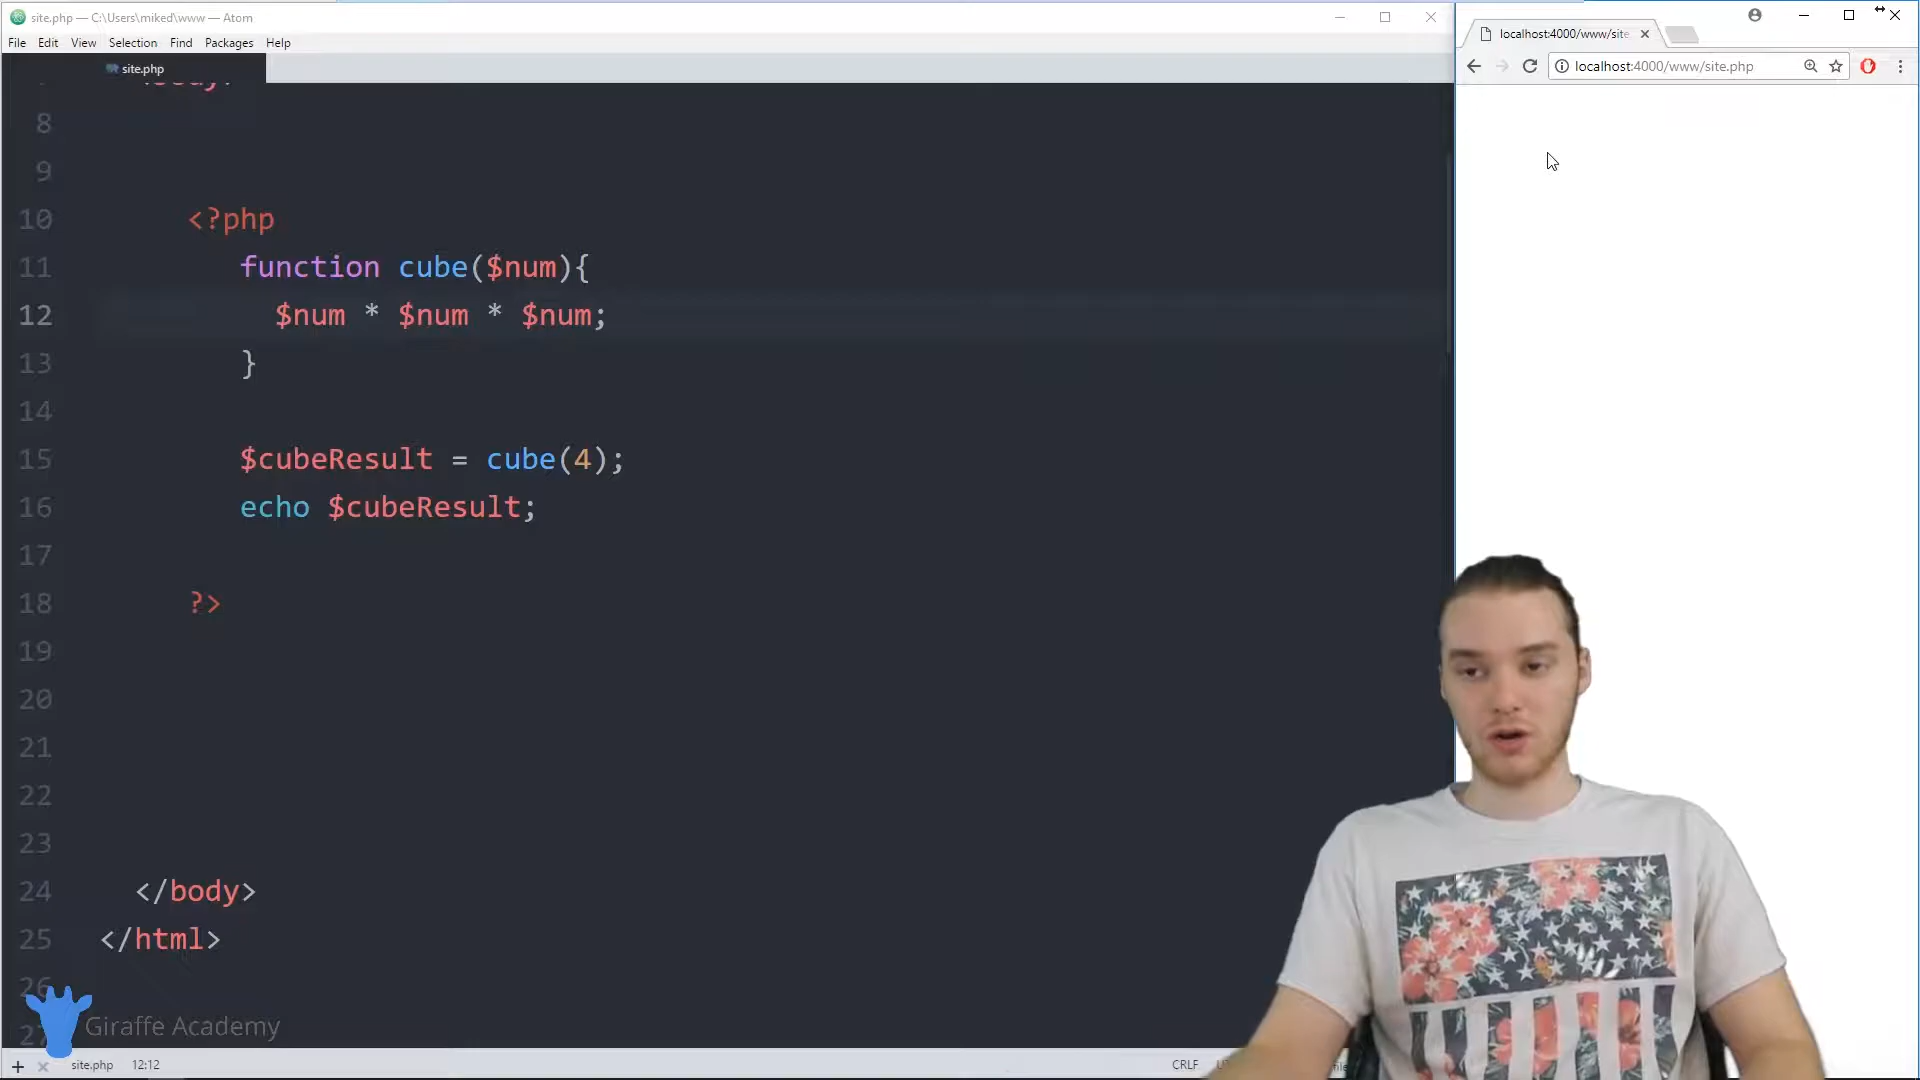 site.php — C:\Users\miked\www — Atom
File Edit View Selection Find Packages Help
site.php
localhost:4000/www/site
localhost:4000/www/site.php
8
9
10 <?php
11 function cube($num){
12 $num * $num * $num;
13 }
14
15 $cubeResult = cube(4);
16 echo $cubeResult;
17
18 ?>
19
20
21
22
23
24 </body>
25 </html>
26
27
Giraffe Academy
site.php 12:12
CRLF